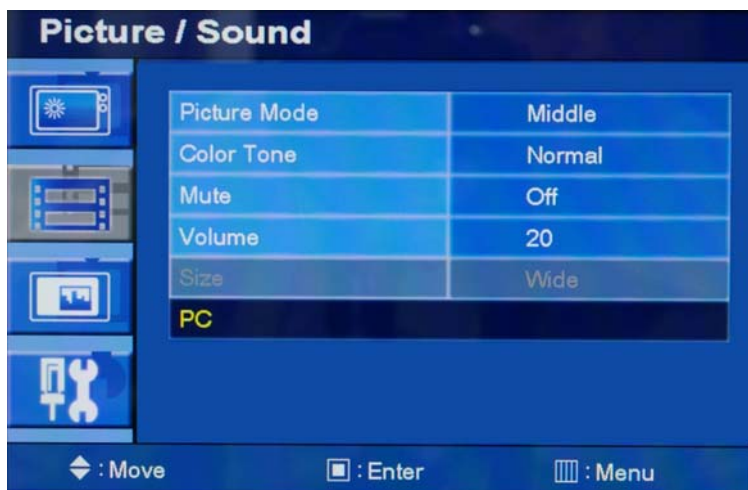 Picture / Sound
Picture Mode Middle
Color Tone Normal
Mute Off
Volume 20
Size Wide
PC
: Move : Enter : Menu